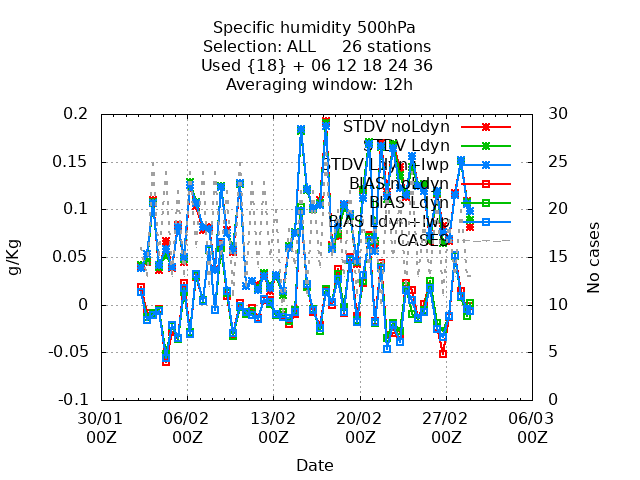 Specific humidity 500hPa
Selection: ALL 26 stations
Used {18} + 06 12 18 24 36
Averaging window: 12h
STDV noLdyn
STDV Ldyn
STDV Ldyn+lwp
BIAS noLdyn
BIAS Ldyn
BIAS Ldyn+lwp
CASES
0.2
0.15
0.1
0.05
0
-0.05
-0.1
g/Kg
30
25
20
15
10
5
0
No cases
30/01 06/02 13/02 20/02 27/02 06/03
00Z 00Z 00Z 00Z 00Z 00Z
Date